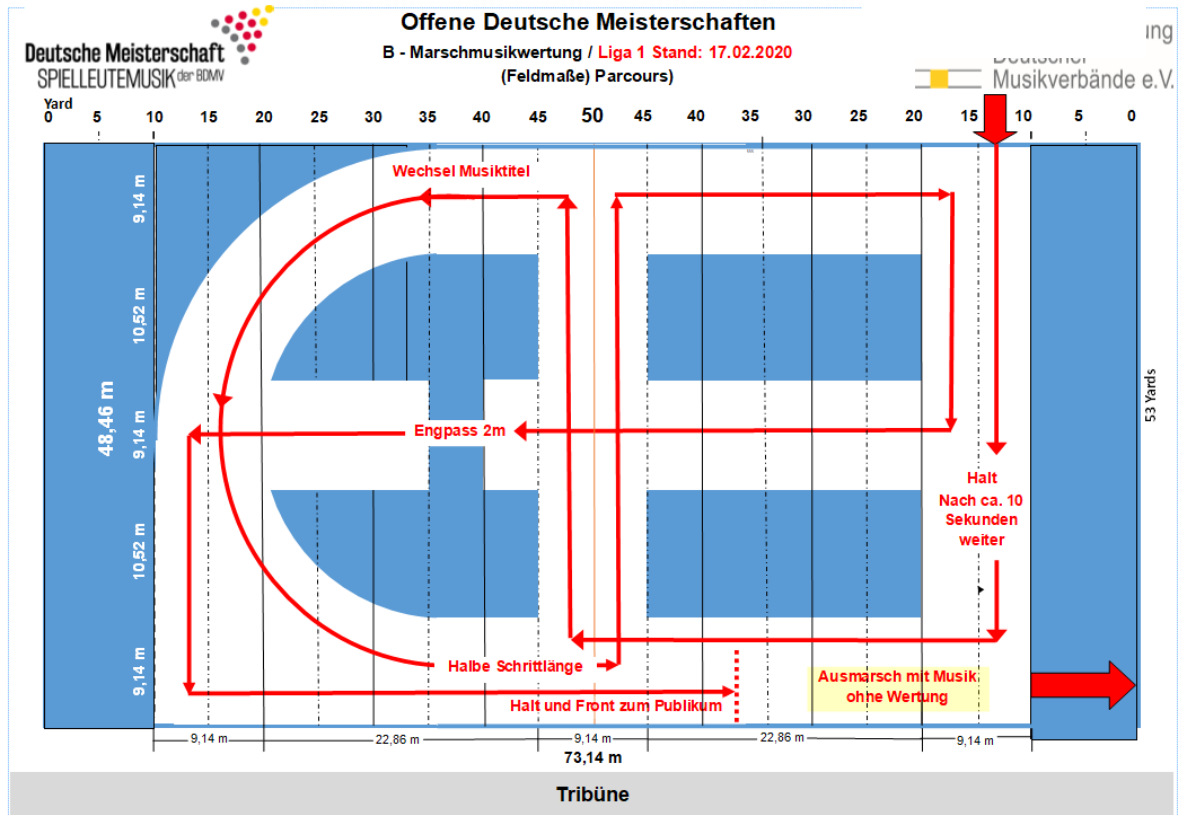 Offene Deutsche Meisterschaften
B - Marschmusikwertung / Liga 1 Stand: 17.02.2020
(Feldmaße) Parcours)
Deutsche Meisterschaft
SPIELLEUTEMUSIK der BDMV
ung
Deutscher
Musikverbände e.V.
Yard
0 5 10 15 20 25 30 35 40 45 50 45 40 35 30 25 20 15 10 5 0
Wechsel Musiktitel
9,14 m
10,52 m
9,14 m
10,52 m
9,14 m
48,46 m
53 Yards
Engpass 2m
Halt
Nach ca. 10
Sekunden
weiter
Halbe Schrittlänge
Halt und Front zum Publikum
Ausmarsch mit Musik
ohne Wertung
9,14 m 22,86 m 9,14 m 22,86 m 9,14 m
73,14 m
Tribüne